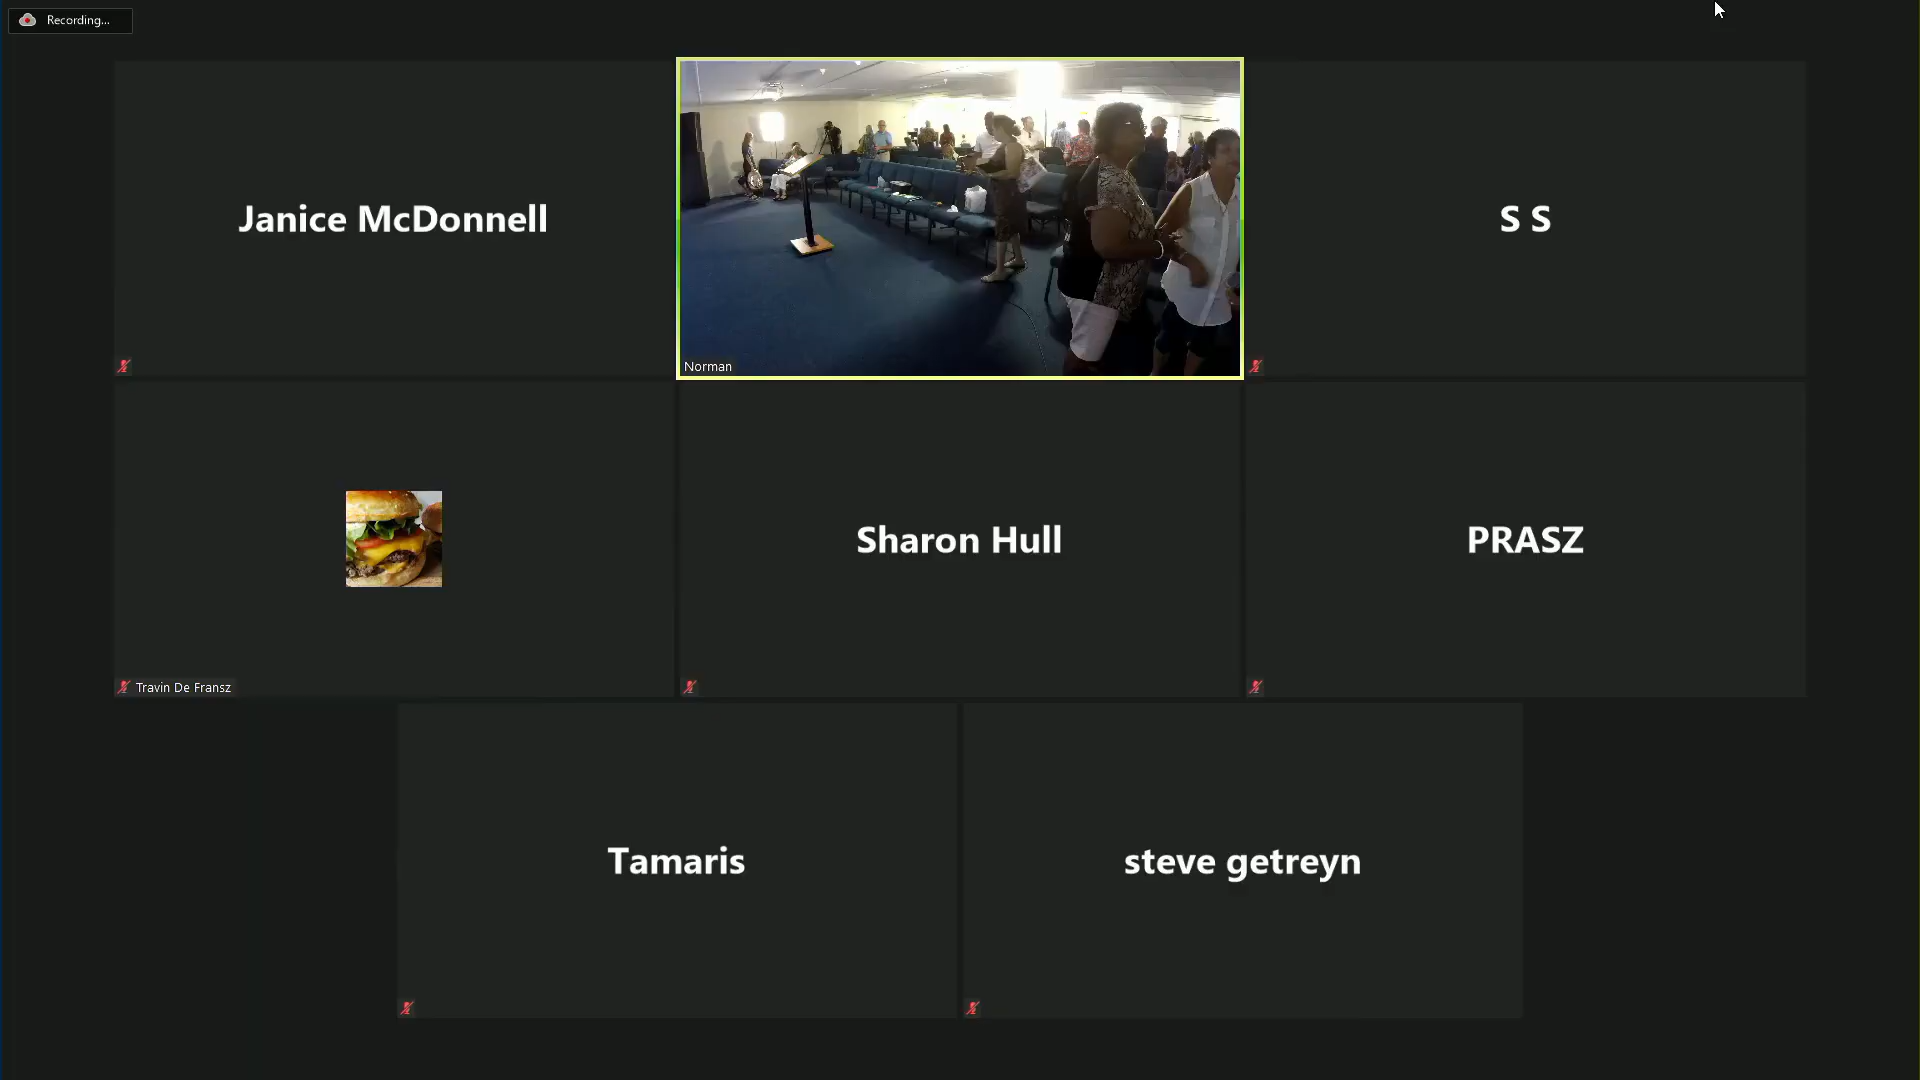 Recording...
Janice McDonnell
Norman
S S
Travin De Fransz
Sharon Hull
PRASZ
Tamaris
steve getreyn